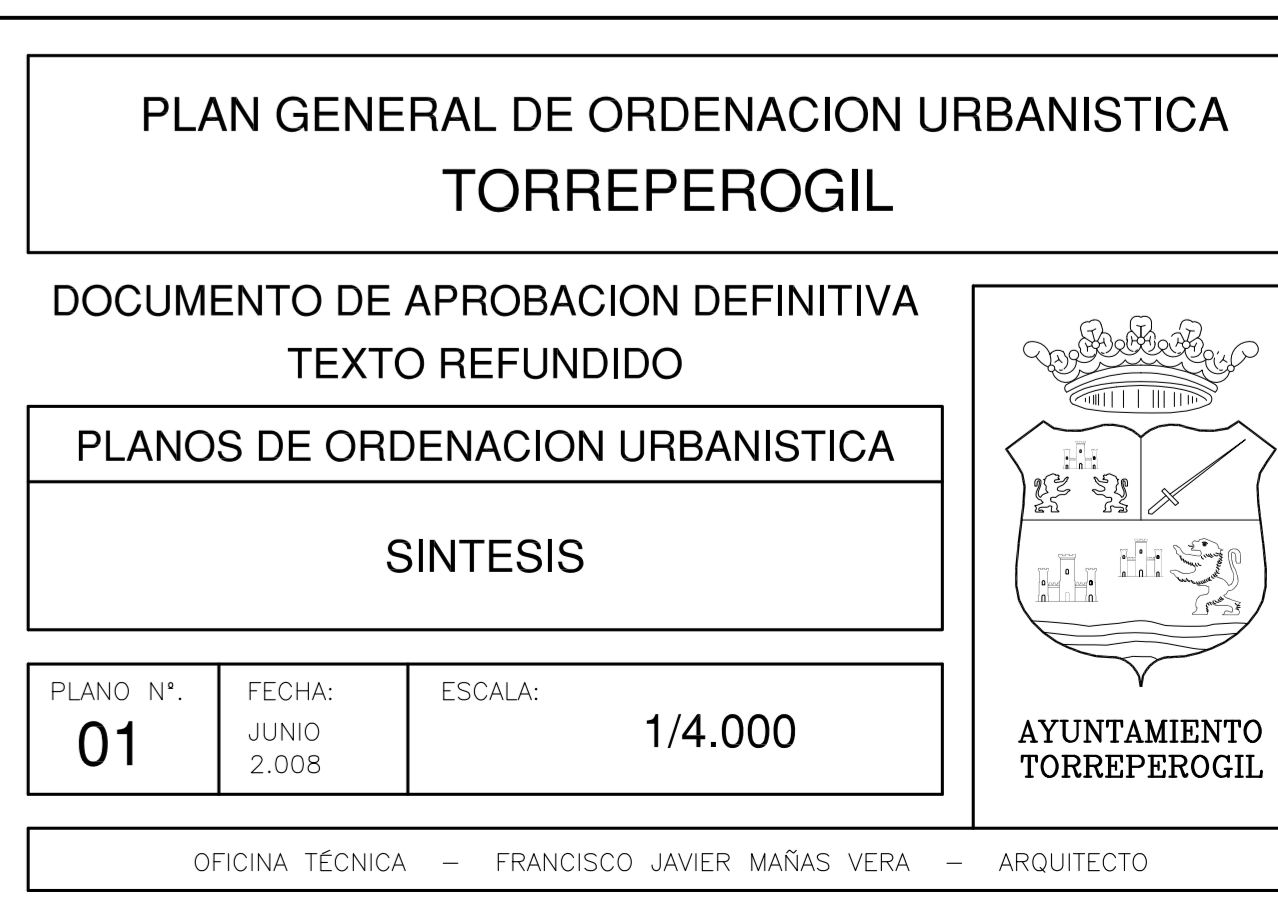 PLAN GENERAL DE ORDENACION URBANISTICA
TORREPEROGIL
DOCUMENTO DE APROBACION DEFINITIVA
TEXTO REFUNDIDO
PLANOS DE ORDENACION URBANISTICA
SINTESIS
PLANO Nº.
01
FECHA:
JUNIO
2.008
ESCALA:
1/4.000
AYUNTAMIENTO
TORREPEROGIL
OFICINA TÉCNICA — FRANCISCO JAVIER MAÑAS VERA — ARQUITECTO